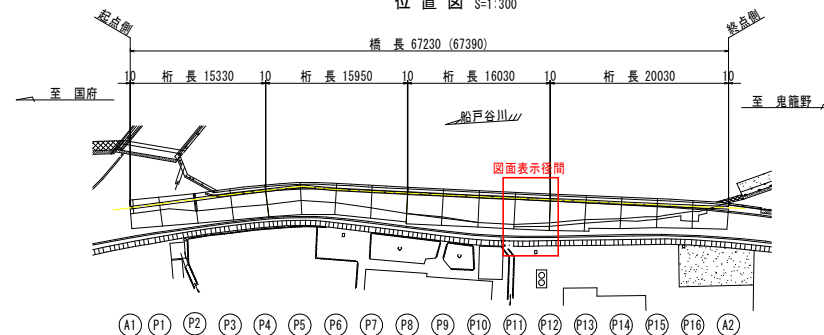 位 置 図 S=1:300
起点側 終点側
橋 長 67230 (67390)
10 桁 長 15330 10 桁 長 15950 10 桁 長 16030 10 桁 長 20030 10
至 国府
至 鬼籠野
船戸谷川
図面表示径間
A1 P1 P2 P3 P4 P5 P6 P7 P8 P9 P10 P11 P12 P13 P14 P15 P16 A2